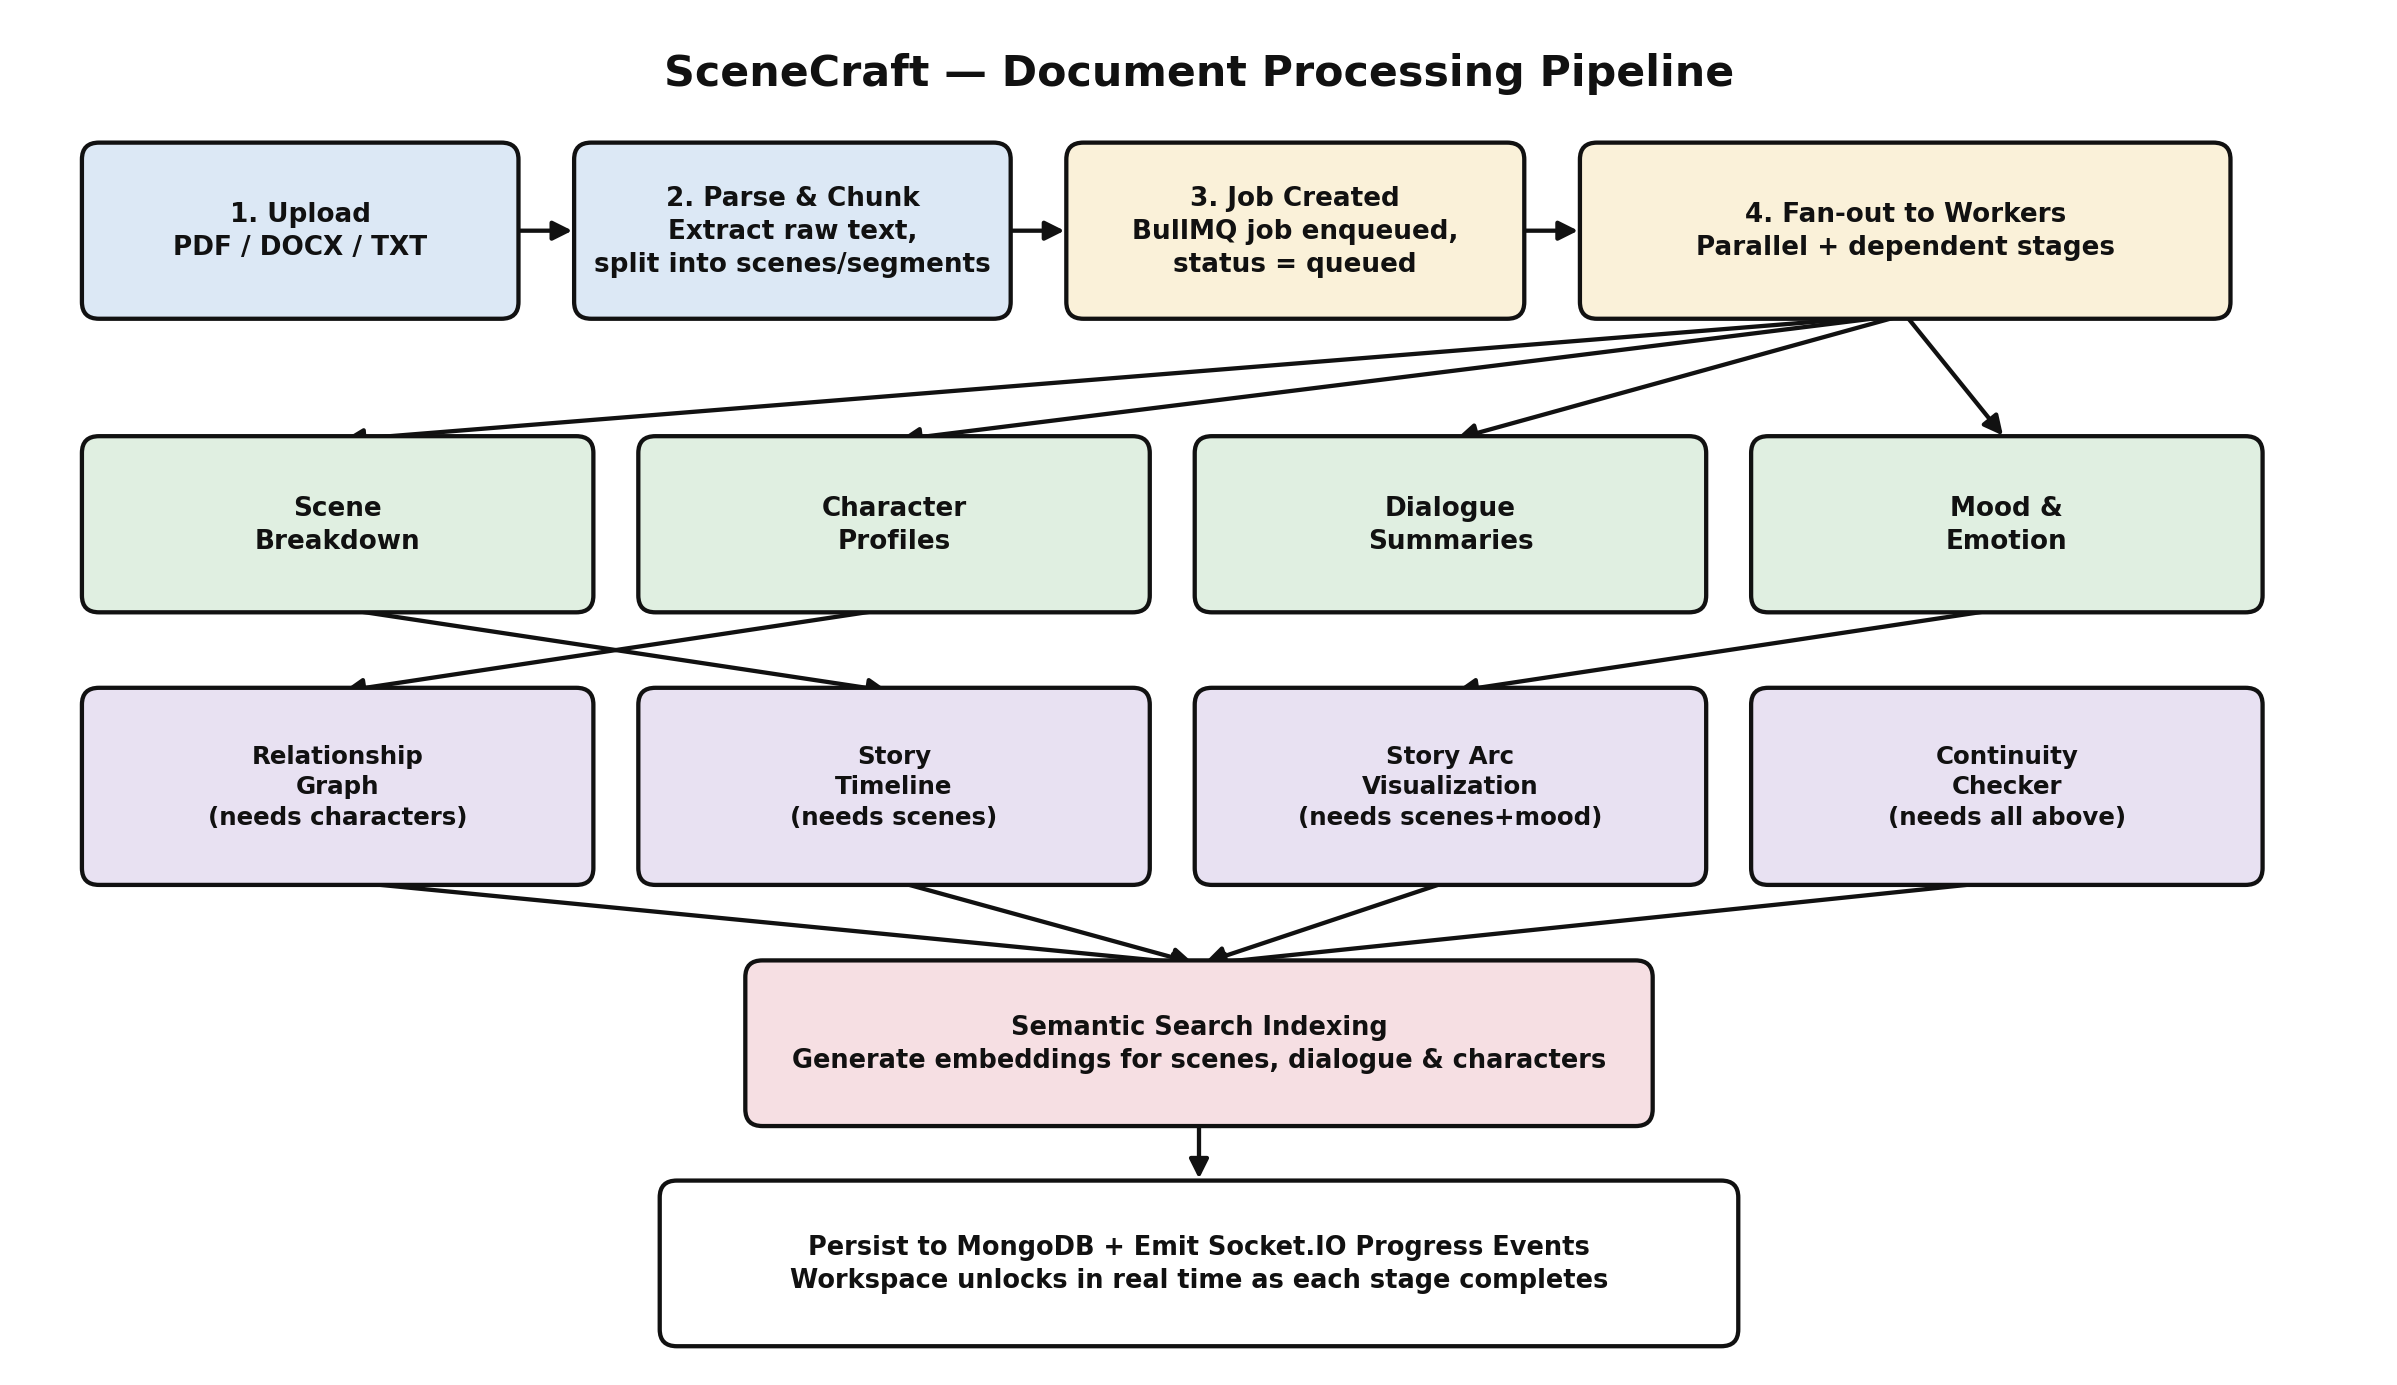 SceneCraft — Document Processing Pipeline
1. Upload
PDF / DOCX / TXT
2. Parse & Chunk
Extract raw text,
split into scenes/segments
3. Job Created
BullMQ job enqueued,
status = queued
4. Fan-out to Workers
Parallel + dependent stages
Scene
Breakdown
Character
Profiles
Dialogue
Summaries
Mood &
Emotion
Relationship
Graph
(needs characters)
Story
Timeline
(needs scenes)
Story Arc
Visualization
(needs scenes+mood)
Continuity
Checker
(needs all above)
Semantic Search Indexing
Generate embeddings for scenes, dialogue & characters
Persist to MongoDB + Emit Socket.IO Progress Events
Workspace unlocks in real time as each stage completes